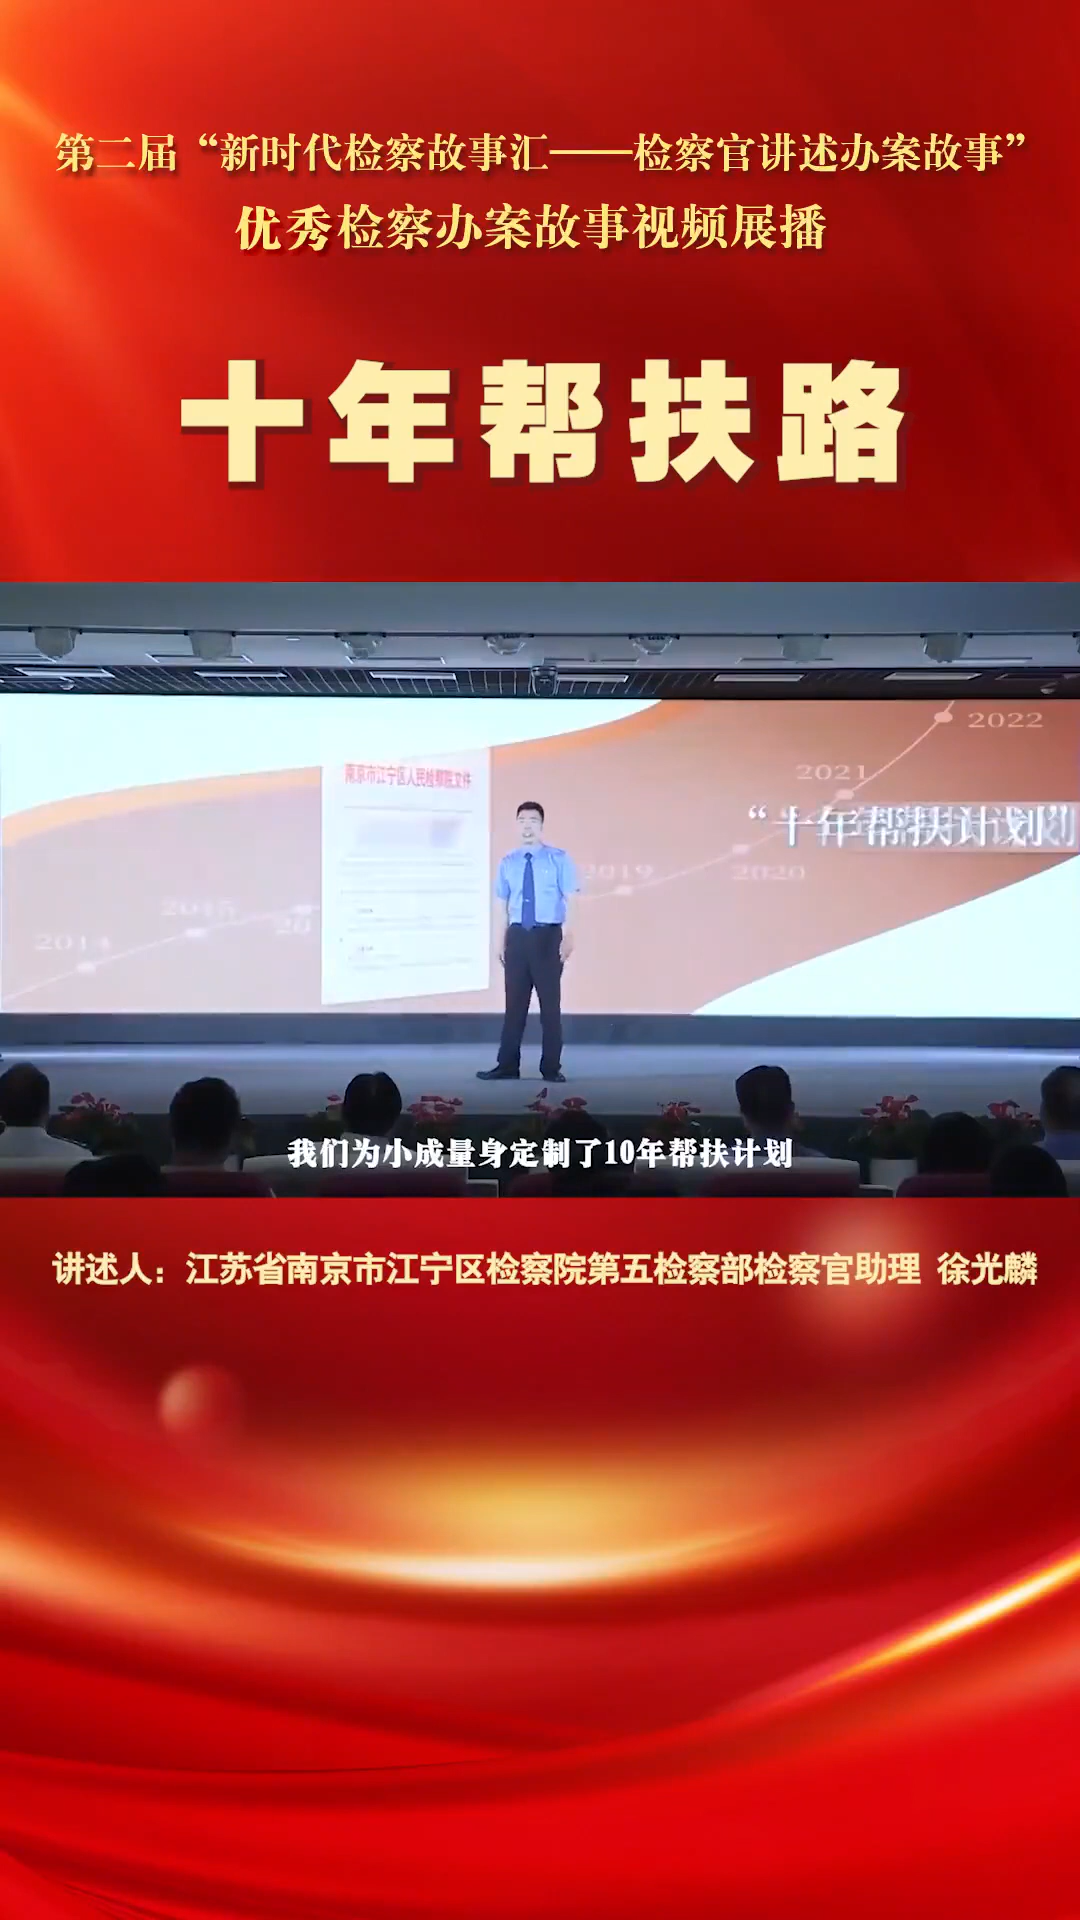 第二届“新时代检察故事汇——检察官讲述办案故事”
优秀检察办案故事视频展播
十年帮扶路
2022
2021
南京市江宁区人民检察院文件
“十年帮扶计划”
2019
2020
2015
20
2014
我们为小成量身定制了10年帮扶计划
讲述人：江苏省南京市江宁区检察院第五检察部检察官助理 徐光麟